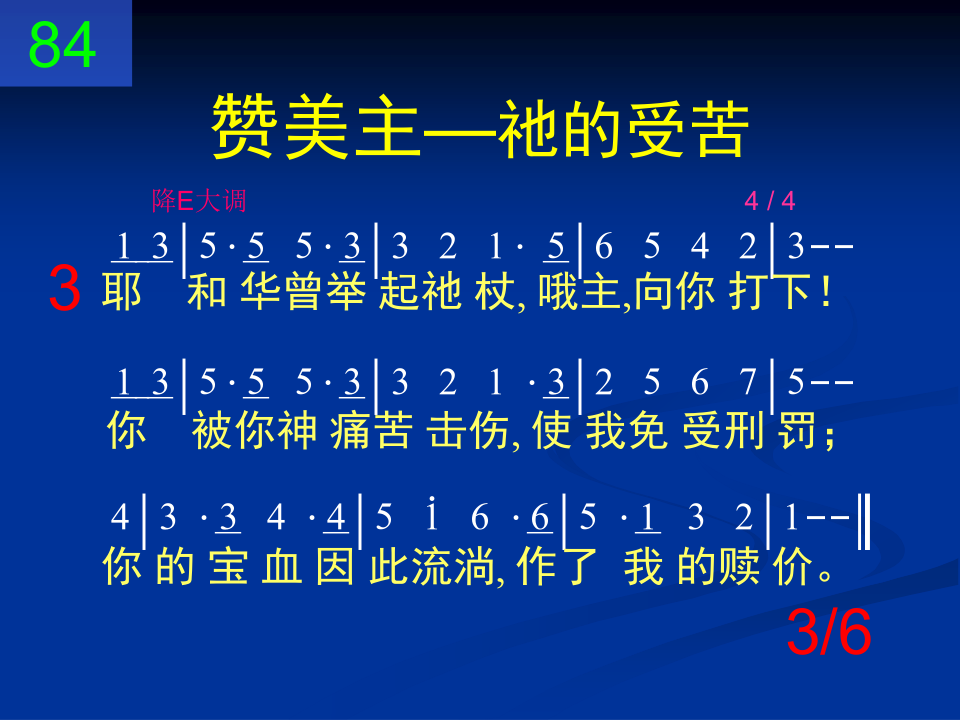 84
赞美主—祂的受苦
降E大调 4 / 4
1 3 | 5 · 5 5 · 3 | 3 2 1 · 5 | 6 5 4 2 | 3 – –
3 耶 和 华曾举 起祂 杖, 哦主,向你 打下!
1 3 | 5 · 5 5 · 3 | 3 2 1 · 3 | 2 5 6 7 | 5 – –
你 被你神 痛苦 击伤, 使 我免 受刑 罚;
4 | 3 · 3 4 · 4 | 5 i 6 · 6 | 5 · 1 3 2 | 1 – – ‖
你 的 宝 血 因 此流淌, 作了 我 的赎 价。
3/6